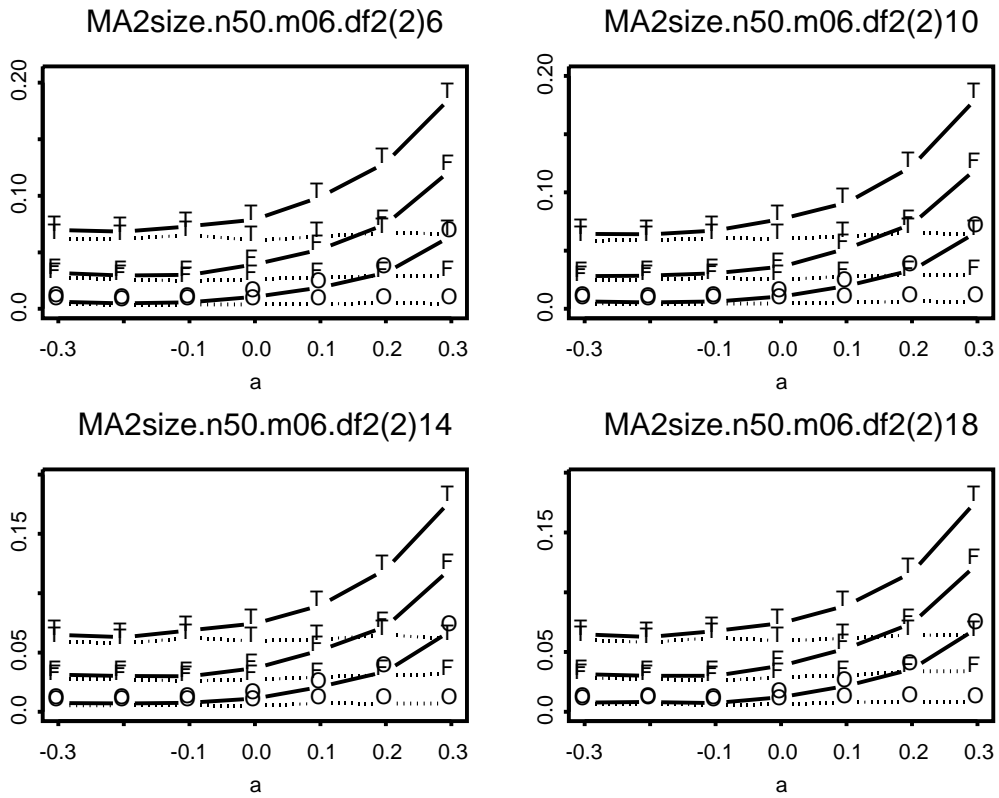 MA2size.n50.m06.df2(2)6
0.0 0.10 0.20
T T T T T T T
T T T T T T T
F F F F F F F
F F F F F F F
O O O O O O O
O O O O O O O
-0.3 -0.1 0.0 0.1 0.2 0.3
a
MA2size.n50.m06.df2(2)10
0.0 0.10 0.20
T T T T T T T
T T T T T T T
F F F F F F F
F F F F F F F
O O O O O O O
O O O O O O O
-0.3 -0.1 0.0 0.1 0.2 0.3
a
MA2size.n50.m06.df2(2)14
0.0 0.05 0.15
T T T T T T T
T T T T T T T
F F F F F F F
F F F F F F F
O O O O O O O
O O O O O O O
-0.3 -0.1 0.0 0.1 0.2 0.3
a
MA2size.n50.m06.df2(2)18
0.0 0.05 0.15
T T T T T T T
T T T T T T T
F F F F F F F
F F F F F F F
O O O O O O O
O O O O O O O
-0.3 -0.1 0.0 0.1 0.2 0.3
a